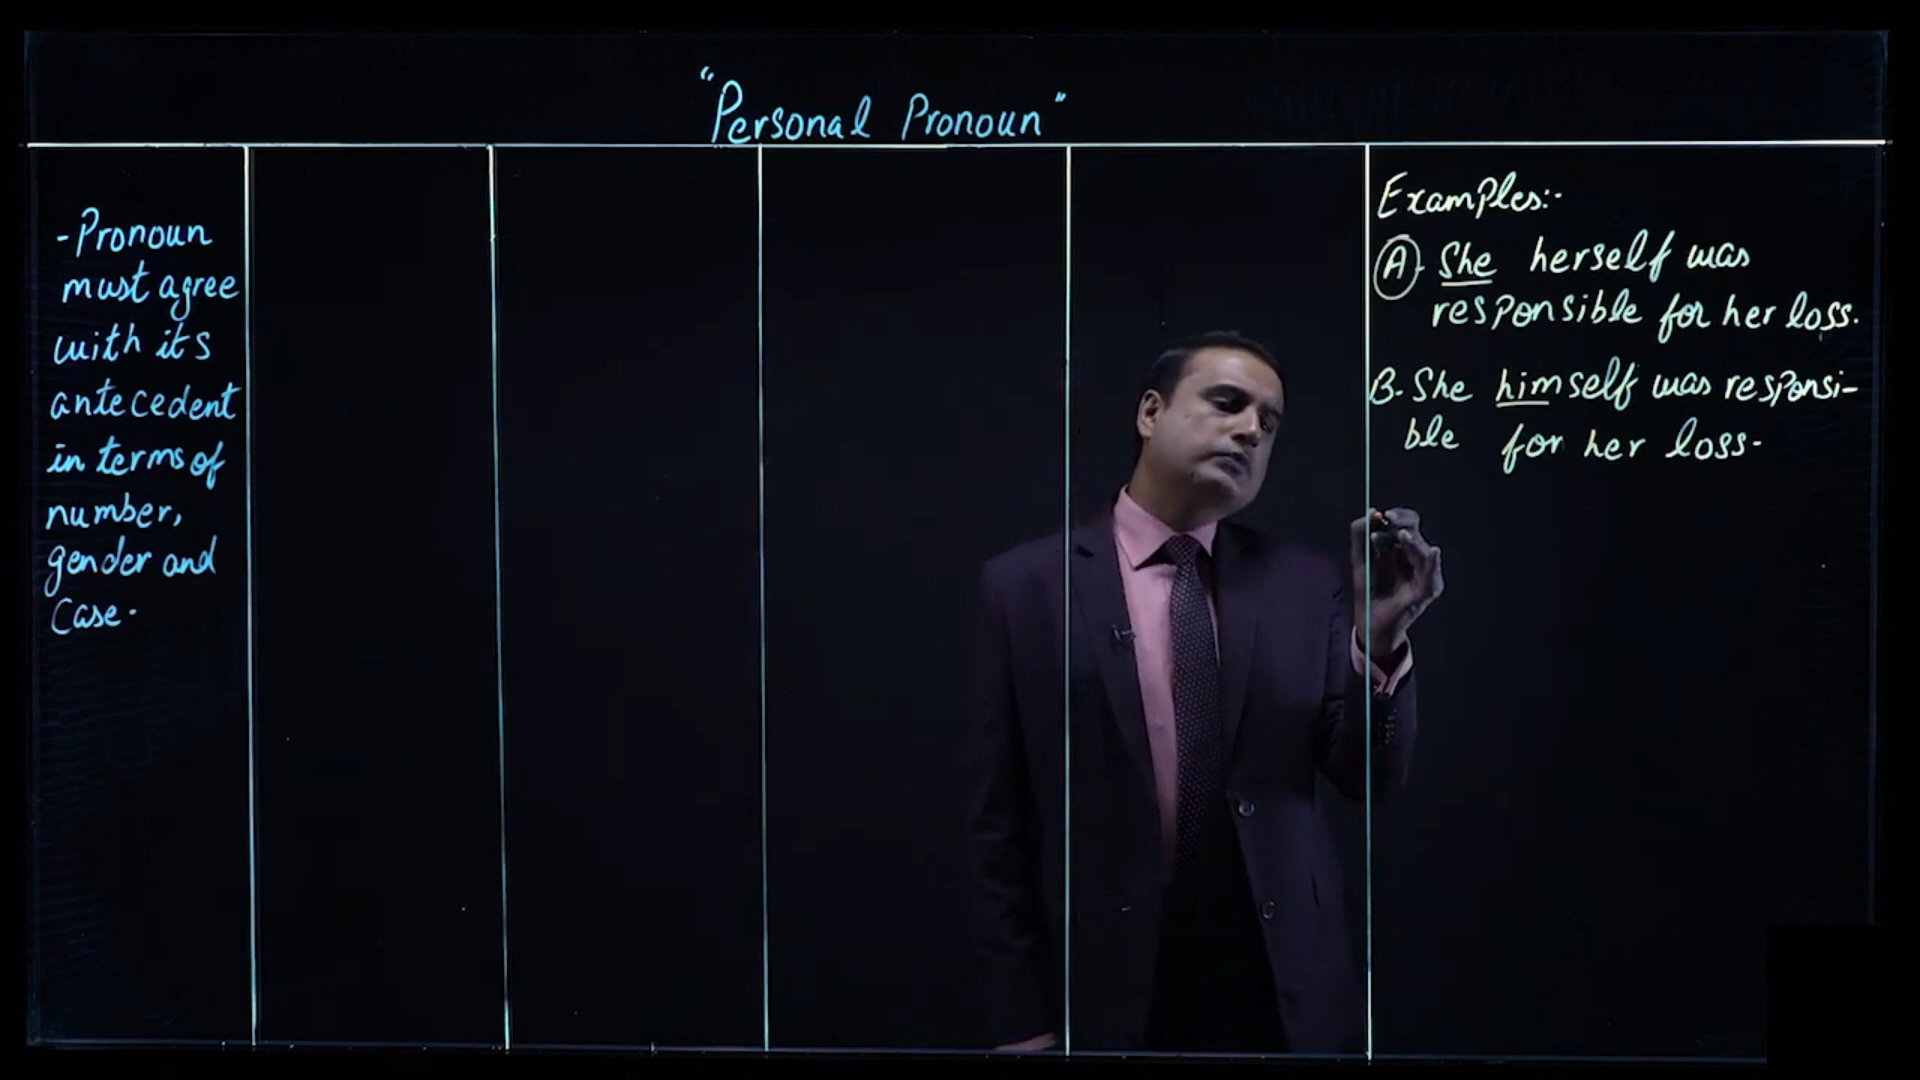 "Personal Pronoun"
-Pronoun
must agree
with its
antecedent
in terms of
number,
gender and
Case.
Examples:-
A. She herself was
responsible for her loss.
B. She himself was responsi-
ble for her loss.